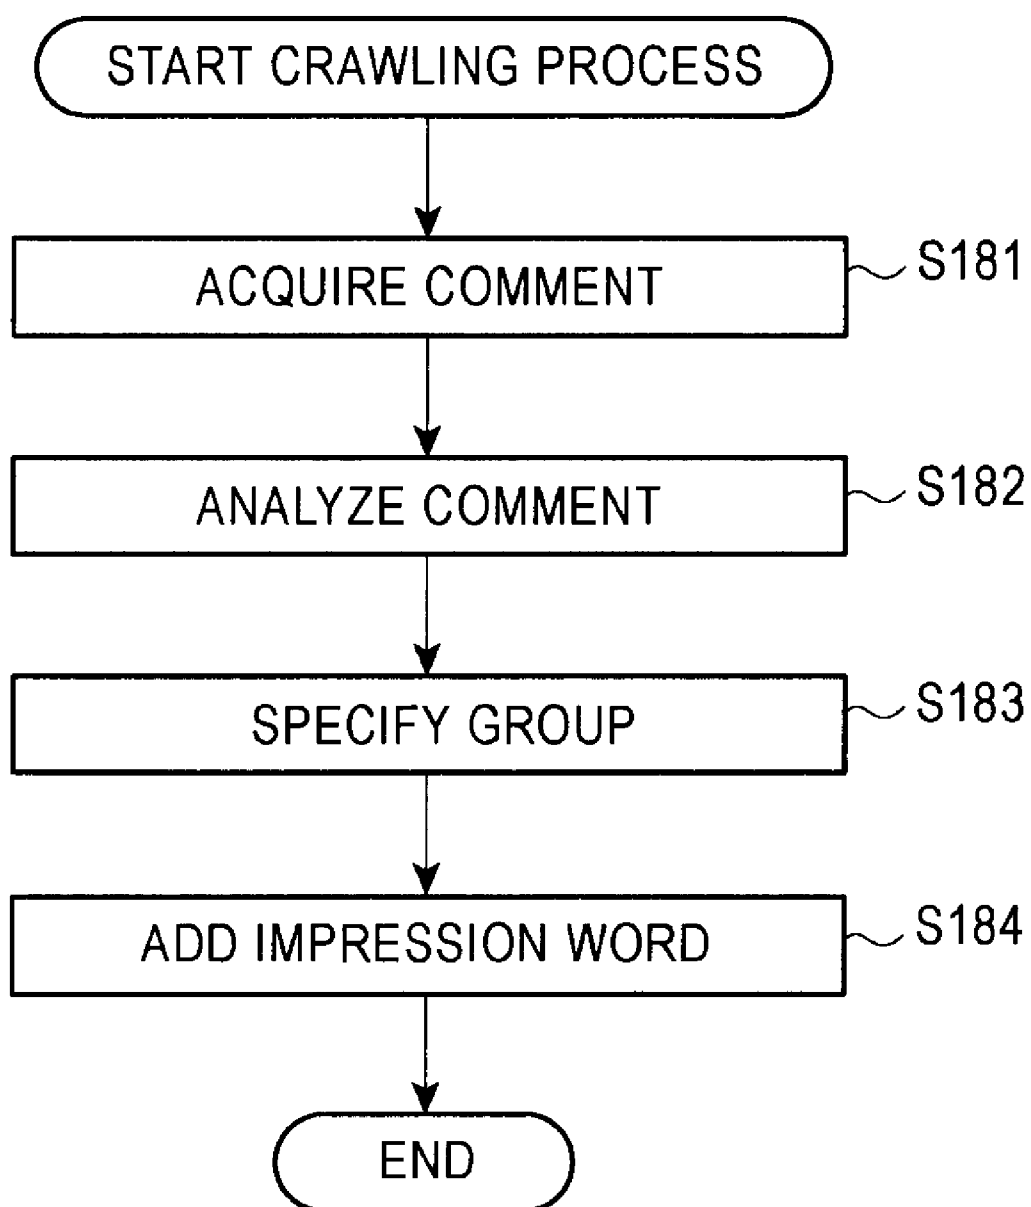 START CRAWLING PROCESS
ACQUIRE COMMENT
S181
ANALYZE COMMENT
S182
SPECIFY GROUP
S183
ADD IMPRESSION WORD
S184
END